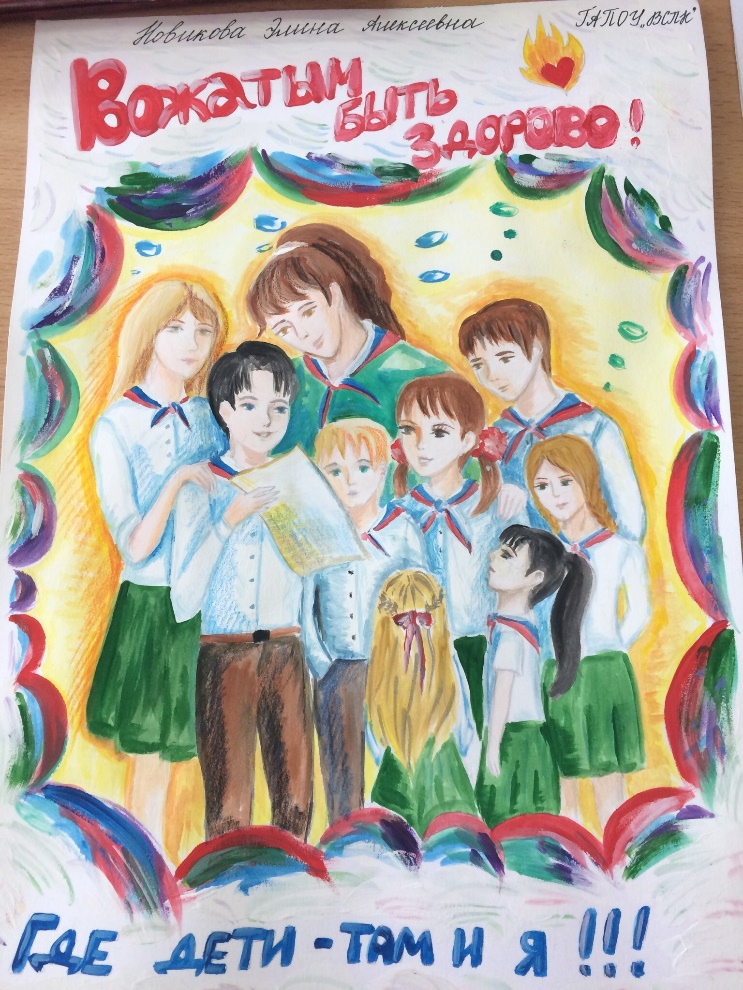 Новикова Элина Алексеевна
ГАПОУ „ВСПК"
Вожатым
быть
здорово!
Где дети - там и я !!!